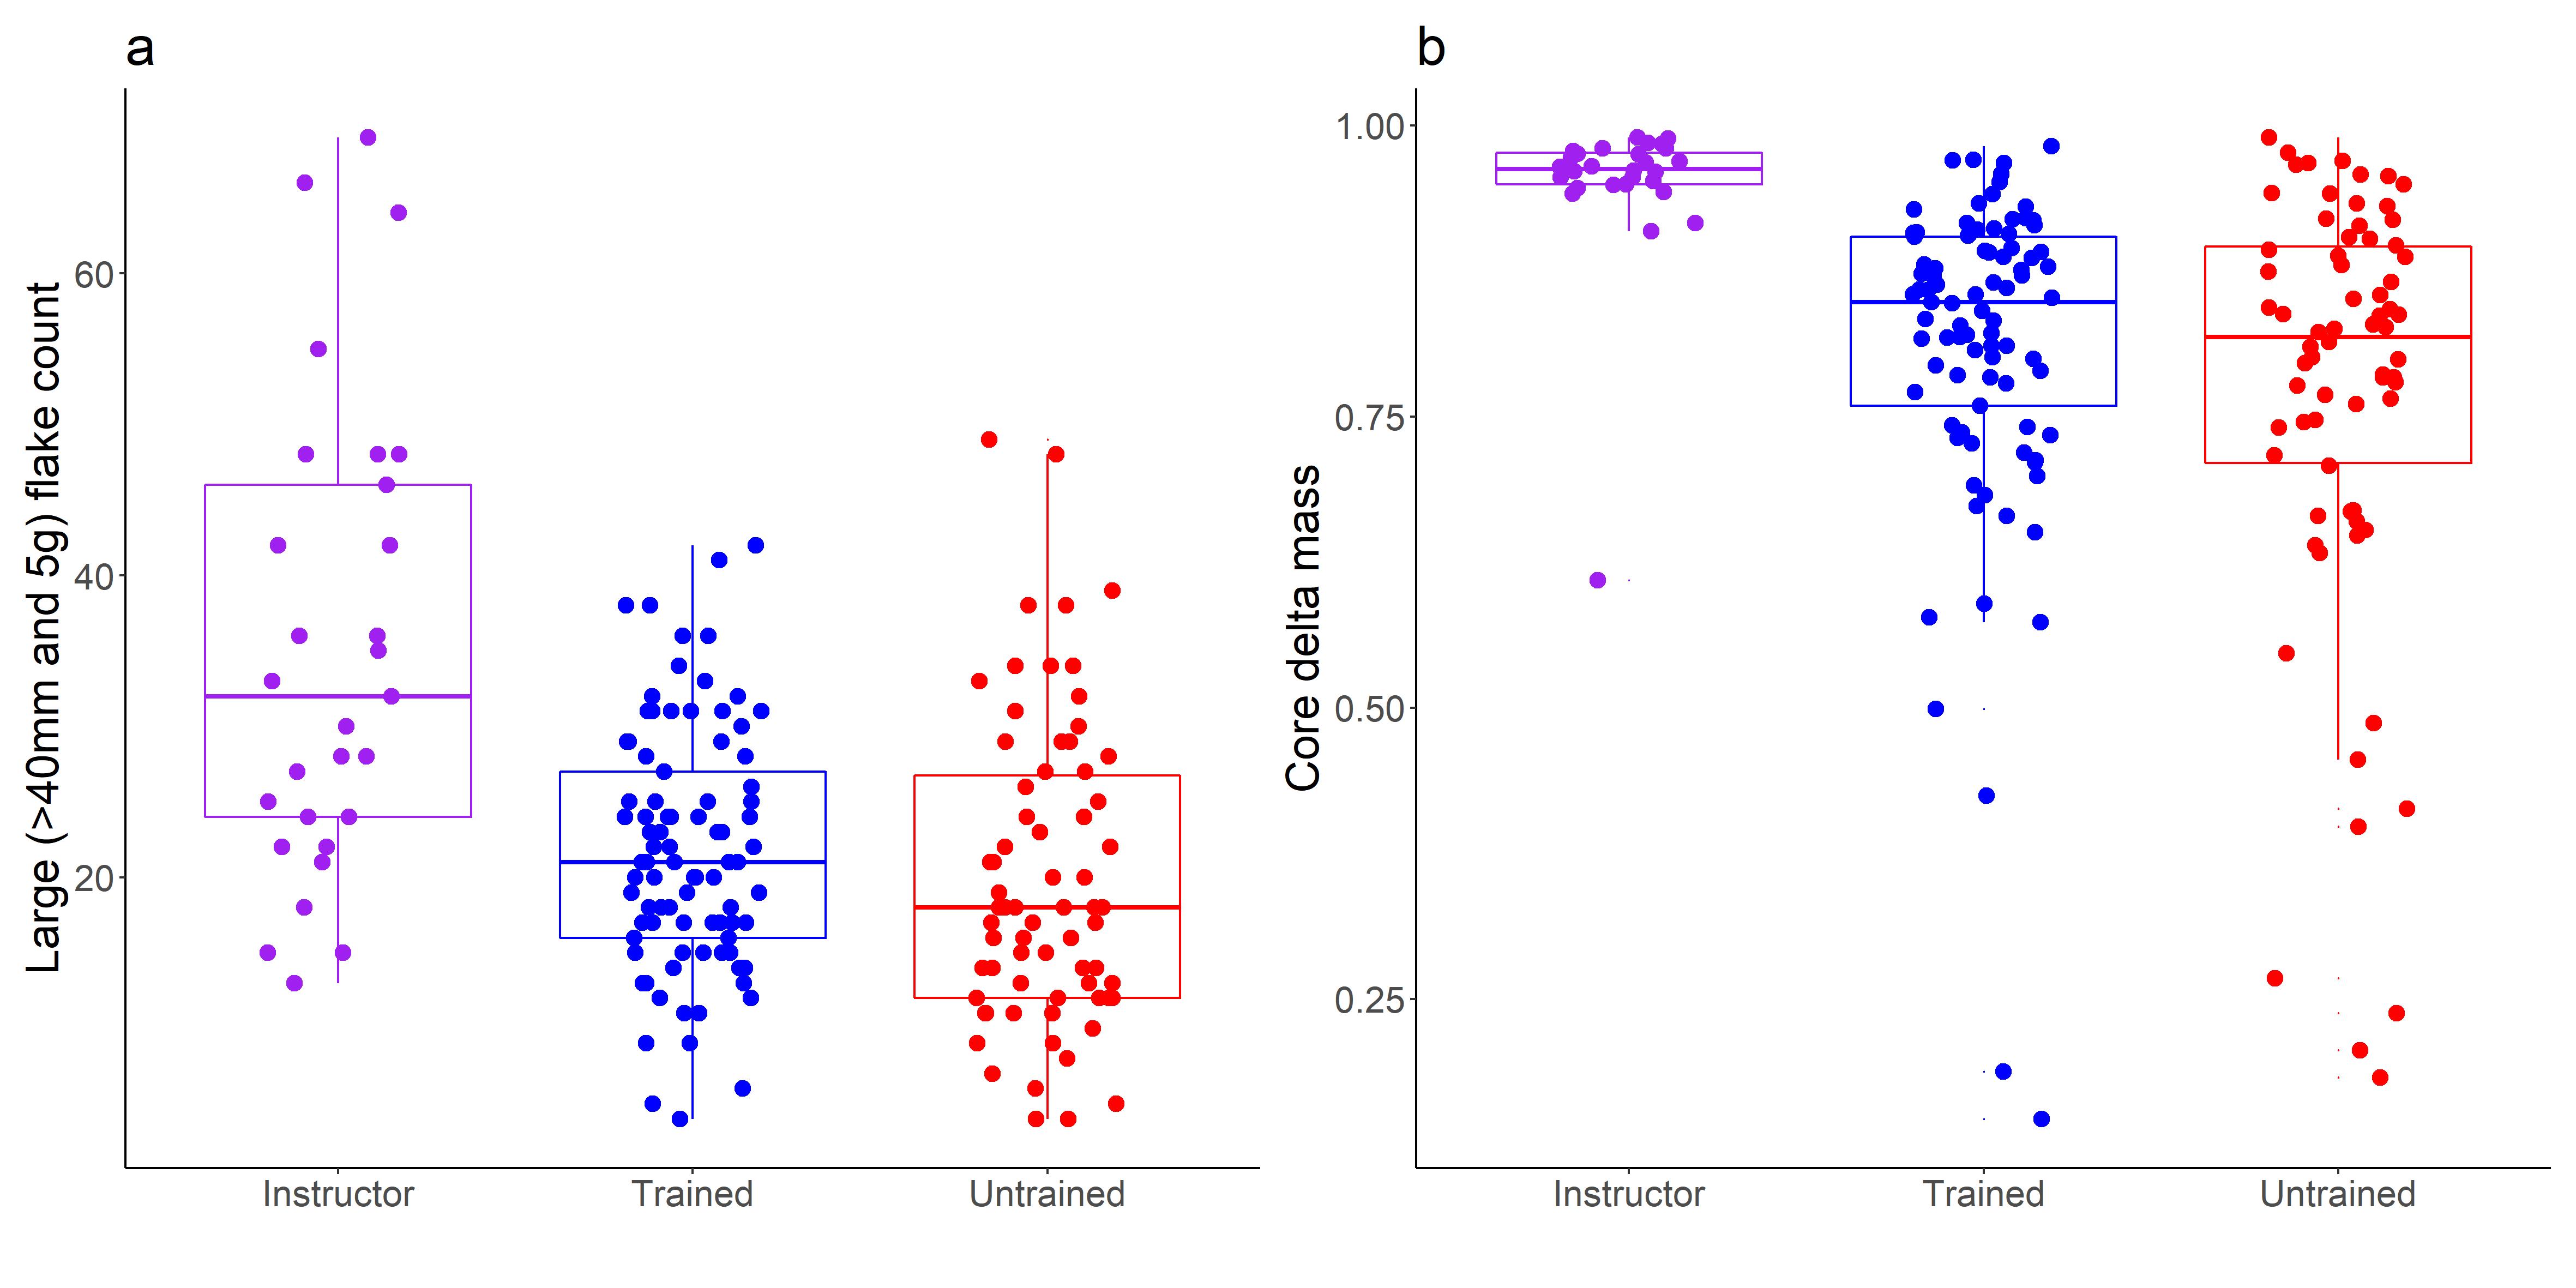 a
Large (>40mm and 5g) flake count
60
40
20
Instructor Trained Untrained
b
Core delta mass
1.00
0.75
0.50
0.25
Instructor Trained Untrained